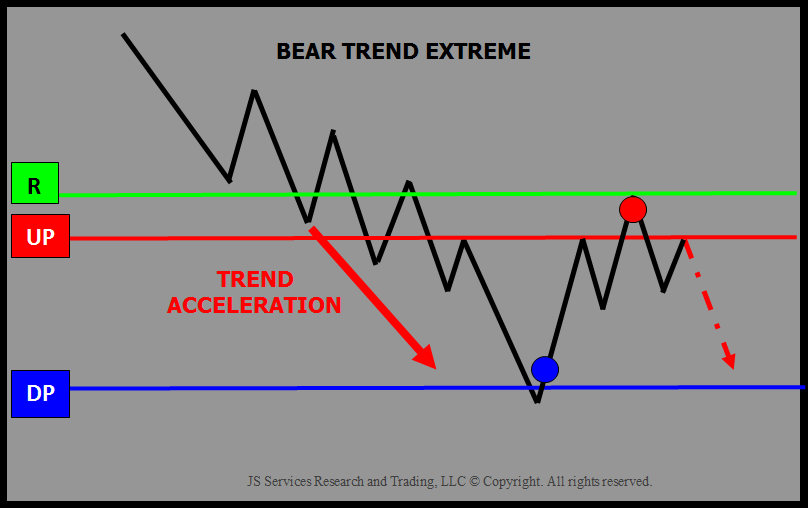 BEAR TREND EXTREME
R
UP
TREND
ACCELERATION
DP
JS Services Research and Trading, LLC © Copyright. All rights reserved.